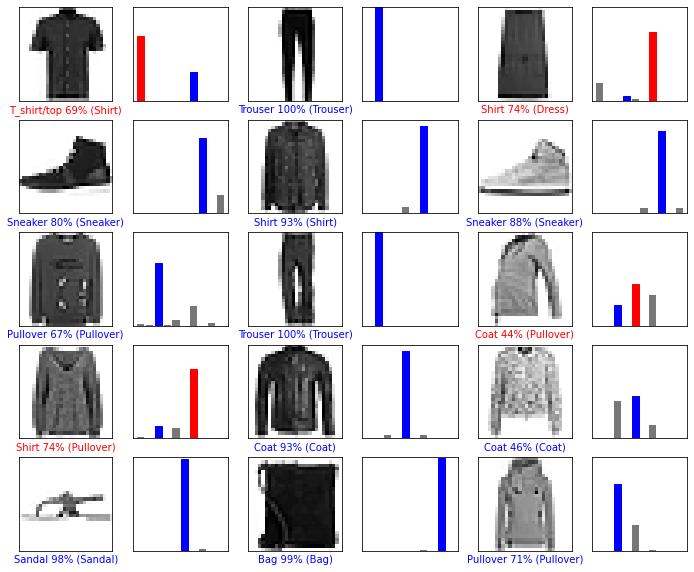 T_shirt/top 69% (Shirt)
Trouser 100% (Trouser)
Shirt 74% (Dress)
Sneaker 80% (Sneaker)
Shirt 93% (Shirt)
Sneaker 88% (Sneaker)
Pullover 67% (Pullover)
Trouser 100% (Trouser)
Coat 44% (Pullover)
Shirt 74% (Pullover)
Coat 93% (Coat)
Coat 46% (Coat)
Sandal 98% (Sandal)
Bag 99% (Bag)
Pullover 71% (Pullover)